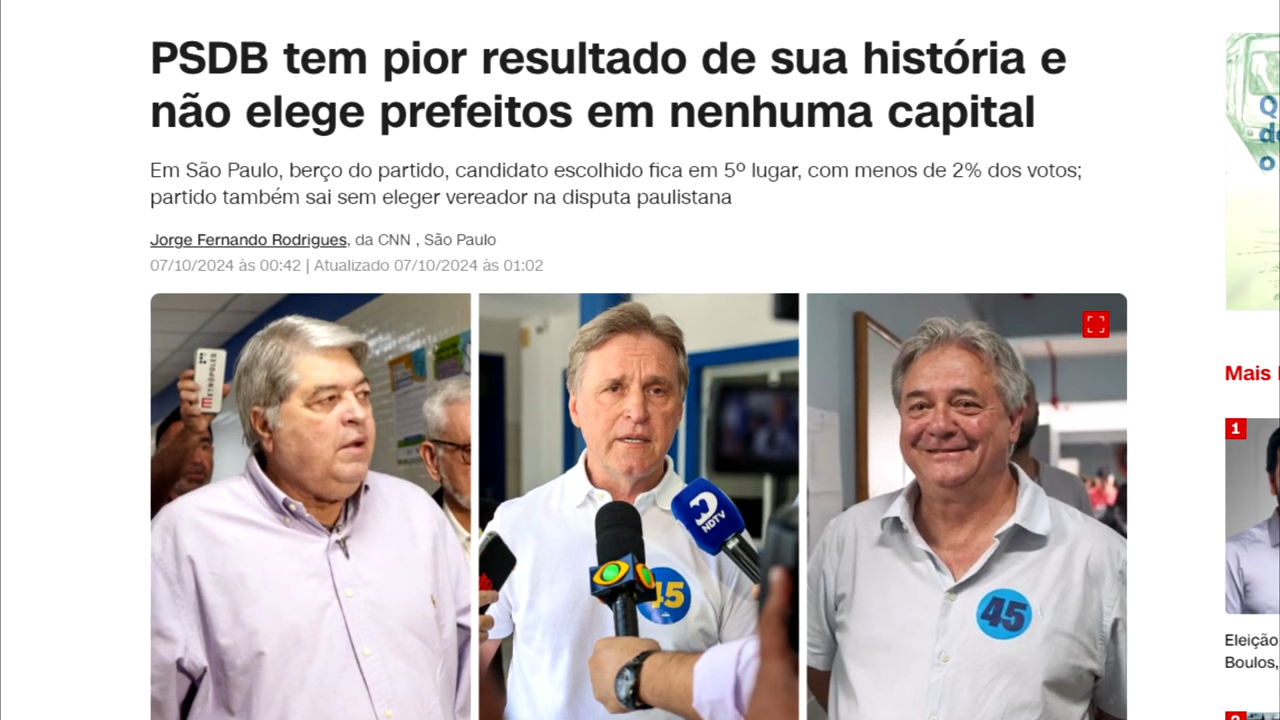 PSDB tem pior resultado de sua história e
não elege prefeitos em nenhuma capital
Em São Paulo, berço do partido, candidato escolhido fica em 5º lugar, com menos de 2% dos votos;
partido também sai sem eleger vereador na disputa paulistana
Jorge Fernando Rodrigues, da CNN , São Paulo
07/10/2024 às 00:42 | Atualizado 07/10/2024 às 01:02
METRÓPOLES
NDTV
45
45
Mais
1
Eleição
Boulos,
2